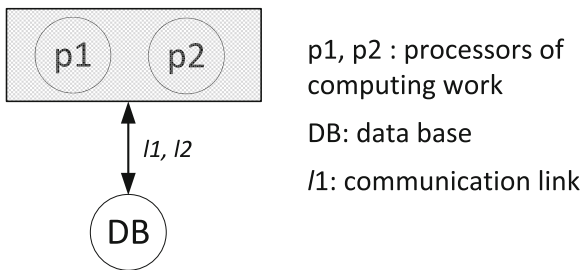 p1 p2
p1, p2 : processors of
computing work
l1, l2
DB: data base
l1: communication link
DB